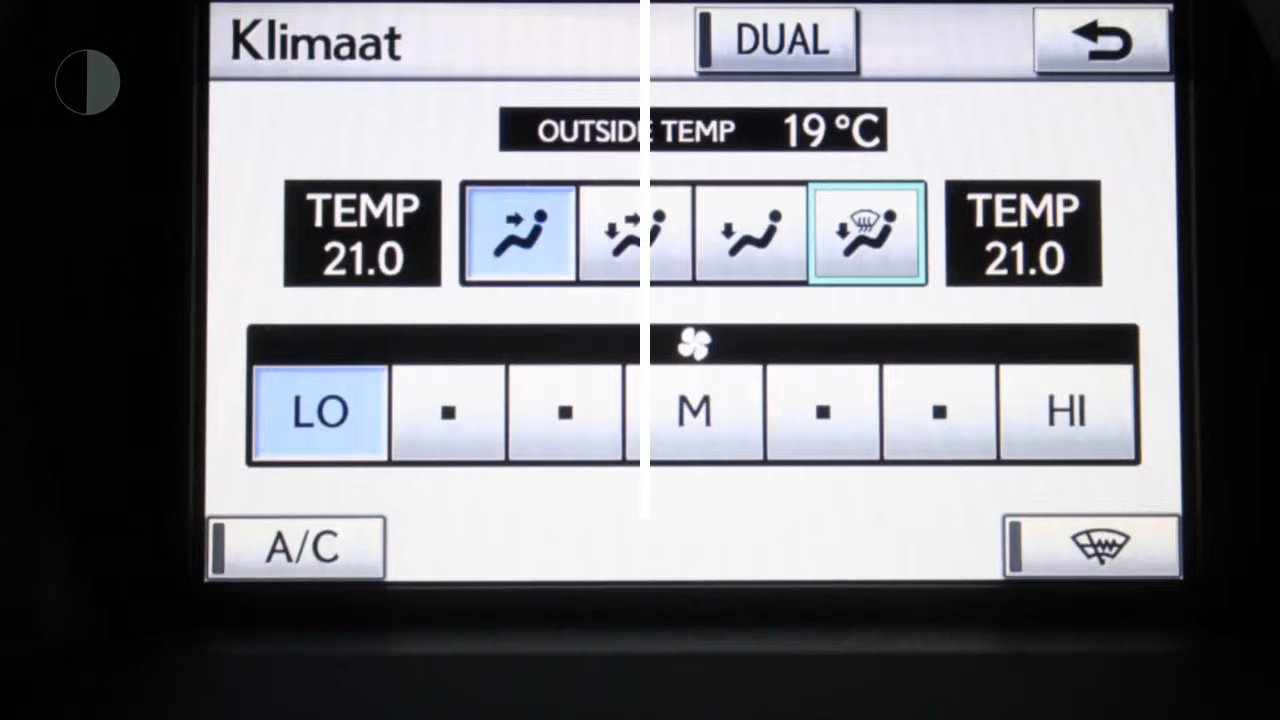 Klimaat
DUAL
OUTSIDE TEMP 19°C
TEMP
21.0
TEMP
21.0
LO
M
HI
A/C